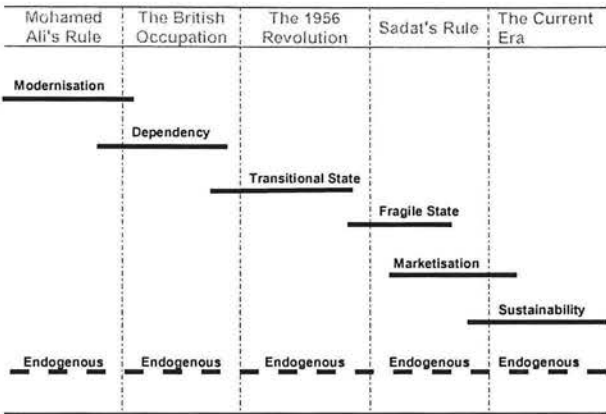 Mohamed Ali's Rule
The British Occupation
The 1956 Revolution
Sadat's Rule
The Current Era
Modernisation
Dependency
Transitional State
Fragile State
Marketisation
Sustainability
Endogenous Endogenous Endogenous Endogenous Endogenous